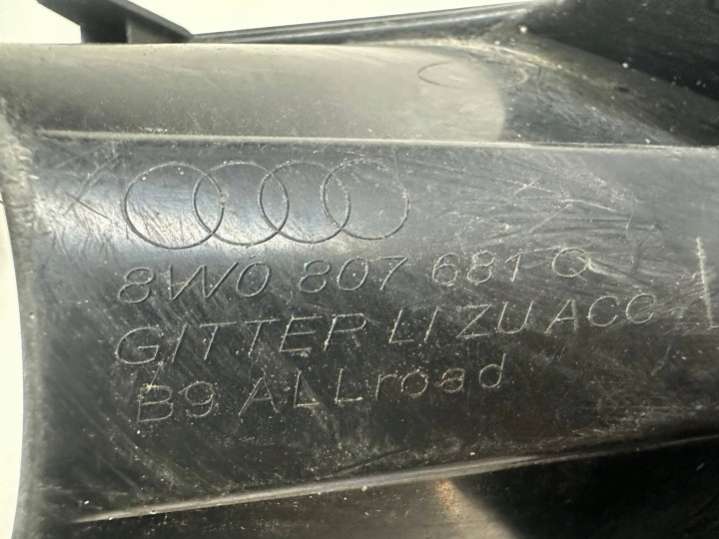 8W0 807 681 Q
GITTER LI ZU ACC
B9 ALLroad